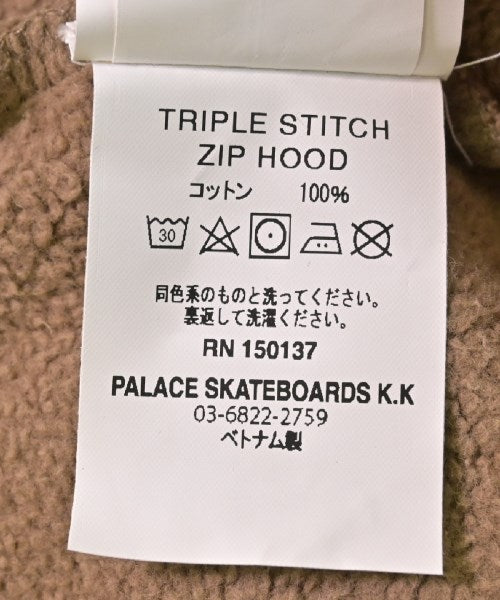 TRIPLE STITCH
ZIP HOOD
コットン 100%
30
同色系のものと洗ってください。
裏返して洗濯ください。
RN 150137
PALACE SKATEBOARDS K.K
03-6822-2759
ベトナム製